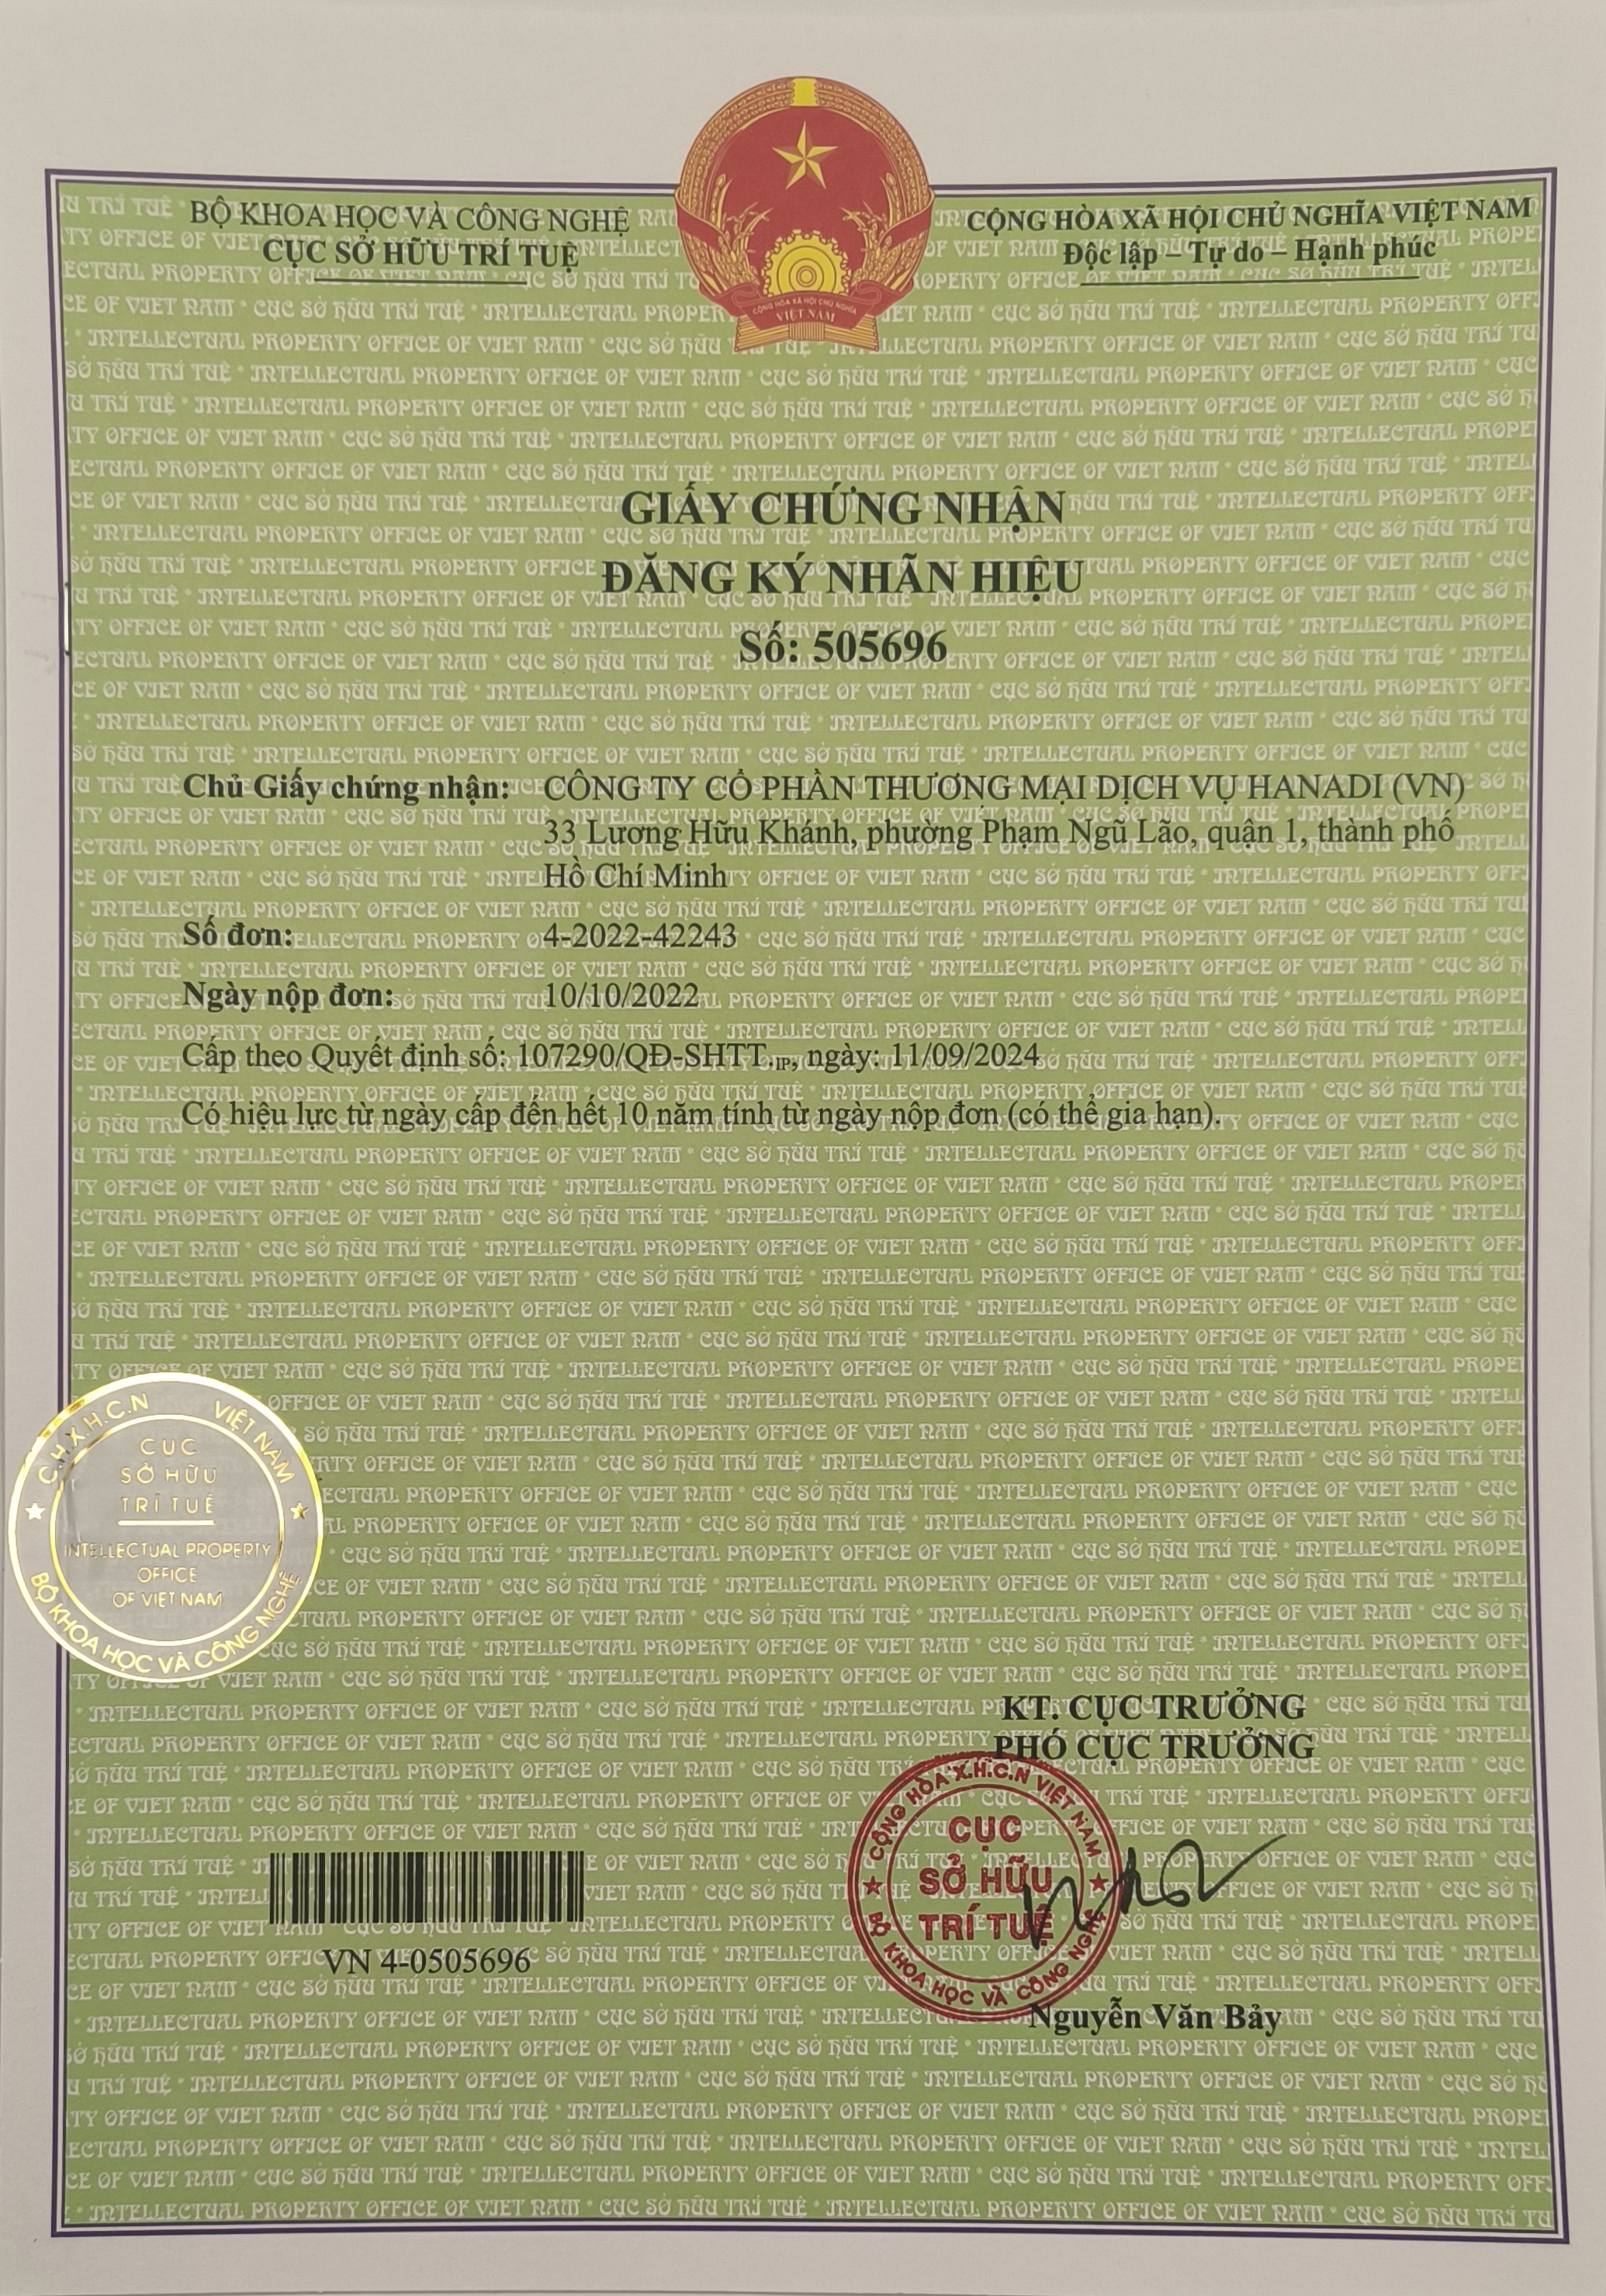 BỘ KHOA HỌC VÀ CÔNG NGHỆ
CỤC SỞ HỮU TRÍ TUỆ
CỘNG HÒA XÃ HỘI CHỦ NGHĨA VIỆT NAM
Độc lập – Tự do – Hạnh phúc
CỘNG HÒA XÃ HỘI CHỦ NGHĨA
VIỆT NAM
GIẤY CHỨNG NHẬN
ĐĂNG KÝ NHÃN HIỆU
Số: 505696
Chủ Giấy chứng nhận: CÔNG TY CỔ PHẦN THƯƠNG MẠI DỊCH VỤ HANADI (VN)
33 Lương Hữu Khánh, phường Phạm Ngũ Lão, quận 1, thành phố
Hồ Chí Minh
Số đơn: 4-2022-42243
Ngày nộp đơn: 10/10/2022
Cấp theo Quyết định số: 107290/QĐ-SHTT.IP, ngày: 11/09/2024
Có hiệu lực từ ngày cấp đến hết 10 năm tính từ ngày nộp đơn (có thể gia hạn).
C.H.X.H.C.N VIỆT NAM
CỤC
SỞ HỮU
TRÍ TUỆ
INTELLECTUAL PROPERTY
OFFICE
OF VIET NAM
BỘ KHOA HỌC VÀ CÔNG NGHỆ
KT. CỤC TRƯỞNG
PHÓ CỤC TRƯỞNG
CỘNG HÒA X.H.C.N VIỆT NAM
CỤC
SỞ HỮU
TRÍ TUỆ
BỘ KHOA HỌC VÀ CÔNG NGHỆ
VN 4-0505696
Nguyễn Văn Bảy